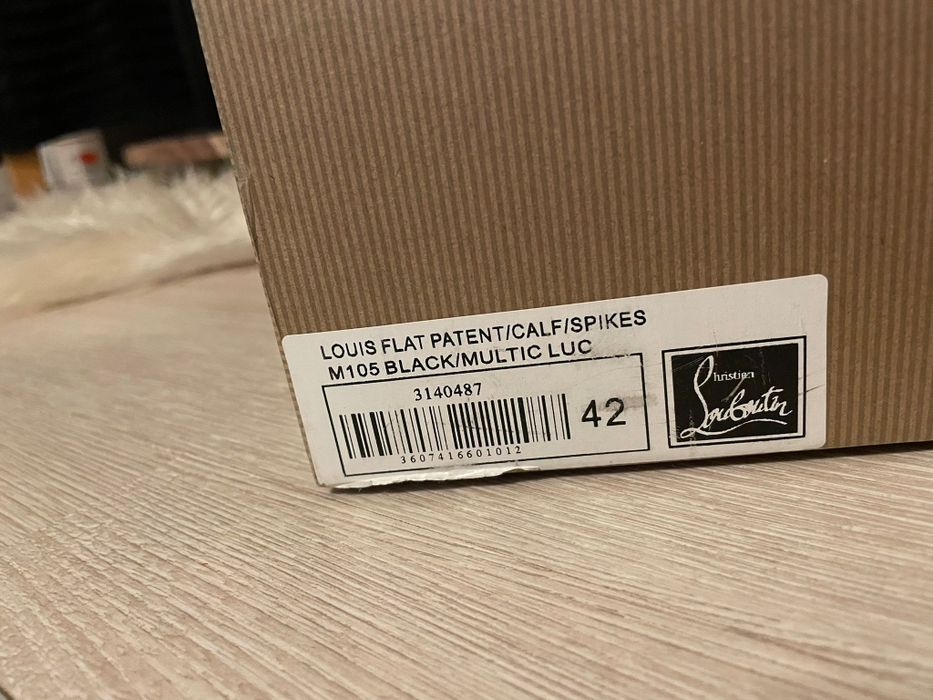 LOUIS FLAT PATENT/CALF/SPIKES
M105 BLACK/MULTIC LUC
3140487
3607416601012
42
Christian
Louboutin